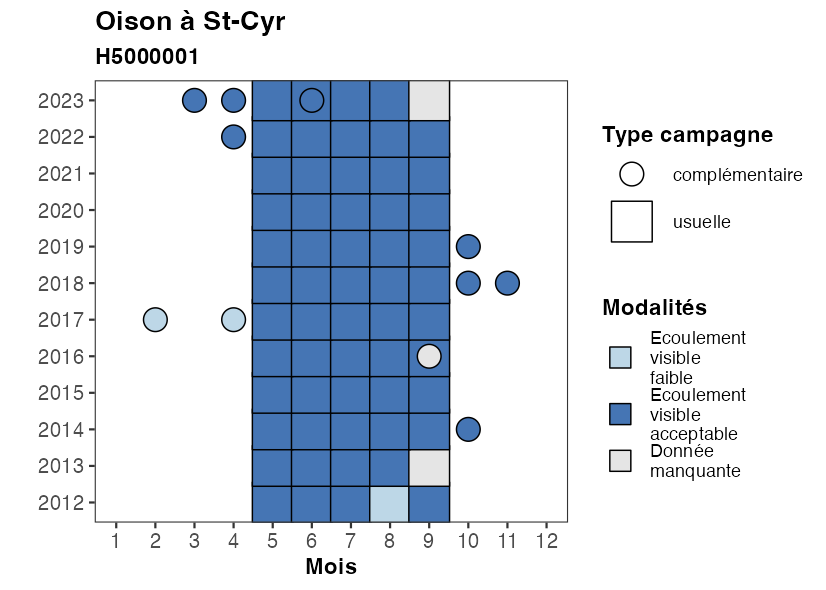 Oison à St-Cyr
H5000001
2023
2022
2021
2020
2019
2018
2017
2016
2015
2014
2013
2012
1 2 3 4 5 6 7 8 9 10 11 12
Mois
Type campagne
complémentaire
usuelle
Modalités
Ecoulement
visible
faible
Ecoulement
visible
acceptable
Donnée
manquante